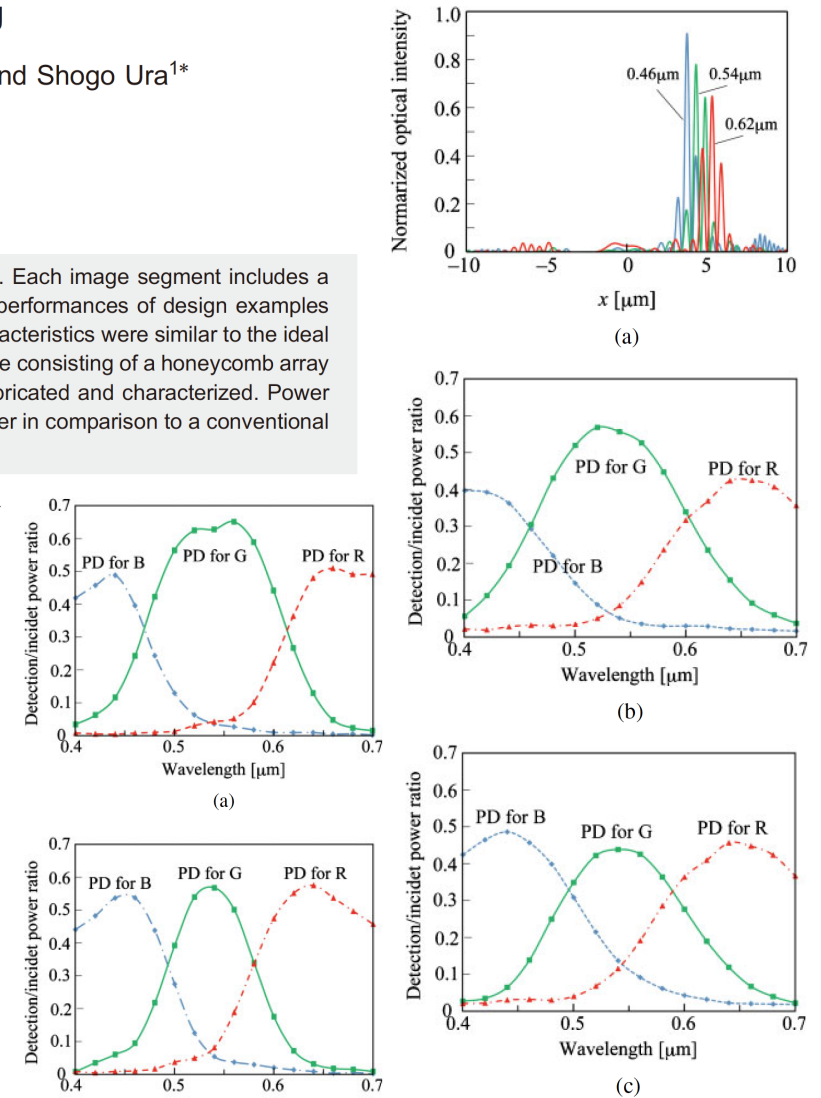 nd Shogo Ura1*
. Each image segment includes a
performances of design examples
racteristics were similar to the ideal
e consisting of a honeycomb array
bricated and characterized. Power
er in comparison to a conventional
0.7
0.6
0.5
0.4
0.3
0.2
0.1
0
0.4
0.5
0.6
0.7
Detection/incidet power ratio
PD for B
PD for G
PD for R
Wavelength [μm]
(a)
0.7
0.6
0.5
0.4
0.3
0.2
0.1
0
0.4
0.5
0.6
0.7
Detection/incidet power ratio
PD for B
PD for G
PD for R
1.0
0.8
0.6
0.4
0.2
0
−10
−5
0
5
10
Normarized optical intensity
0.46μm
0.54μm
0.62μm
x [μm]
(a)
0.7
0.6
0.5
0.4
0.3
0.2
0.1
0
0.4
0.5
0.6
0.7
Detection/incidet power ratio
PD for G
PD for R
PD for B
Wavelength [μm]
(b)
0.7
0.6
0.5
0.4
0.3
0.2
0.1
0
0.4
0.5
0.6
0.7
Detection/incidet power ratio
PD for B
PD for G
PD for R
Wavelength [μm]
(c)